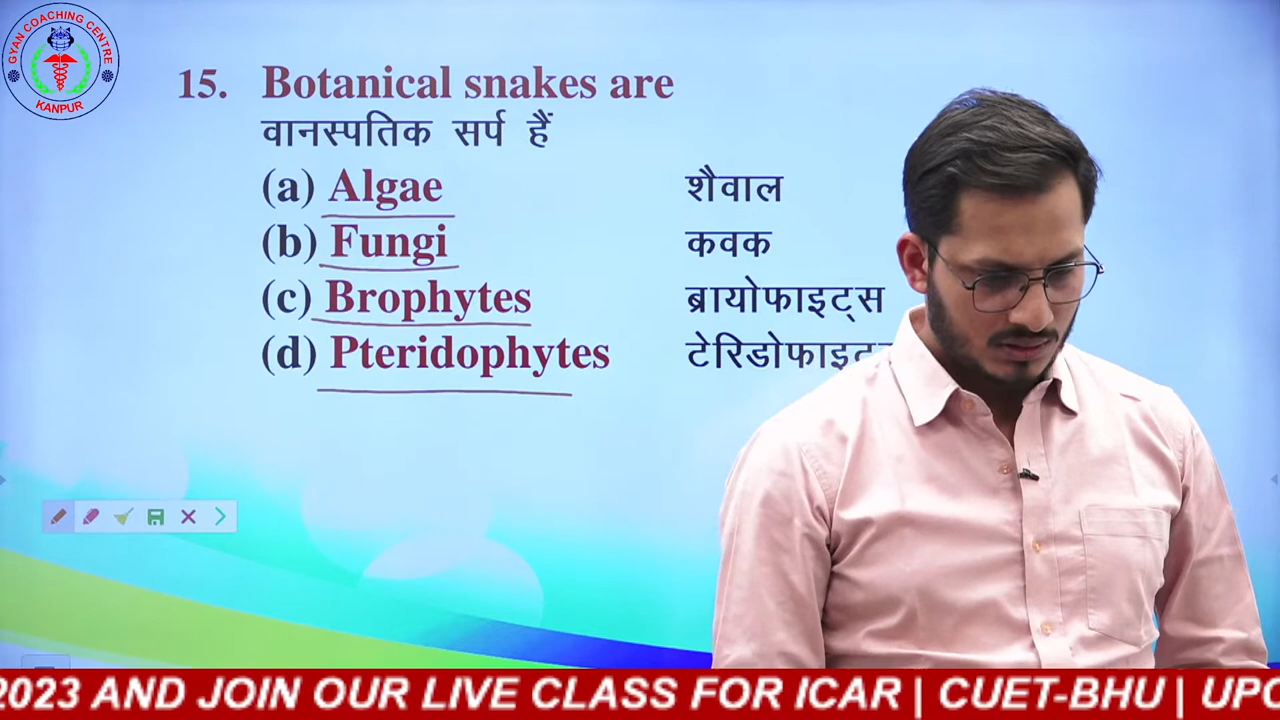 GYAN COACHING CENTRE
KANPUR
15. Botanical snakes are
वानस्पतिक सर्प हैं
(a) Algae शैवाल
(b) Fungi कवक
(c) Brophytes ब्रायोफाइट्स
(d) Pteridophytes
2023 AND JOIN OUR LIVE CLASS FOR ICAR | CUET-BHU |